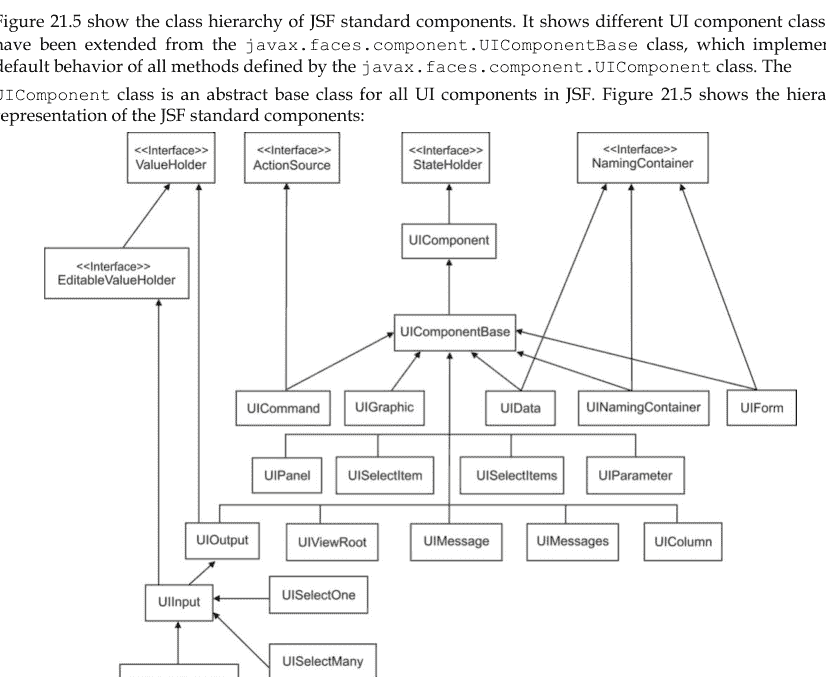 Figure 21.5 show the class hierarchy of JSF standard components. It shows different UI component class
have been extended from the javax.faces.component.UIComponentBase class, which implemen
default behavior of all methods defined by the javax.faces.component.UIComponent class. The
UIComponent class is an abstract base class for all UI components in JSF. Figure 21.5 shows the hiera
representation of the JSF standard components:
<<Interface>>
ValueHolder
<<Interface>>
ActionSource
<<Interface>>
StateHolder
<<Interface>>
NamingContainer
UIComponent
<<Interface>>
EditableValueHolder
UIComponentBase
UICommand
UIGraphic
UIData
UINamingContainer
UIForm
UIPanel
UISelectItem
UISelectItems
UIParameter
UIOutput
UIViewRoot
UIMessage
UIMessages
UIColumn
UIInput
UISelectOne
UISelectMany